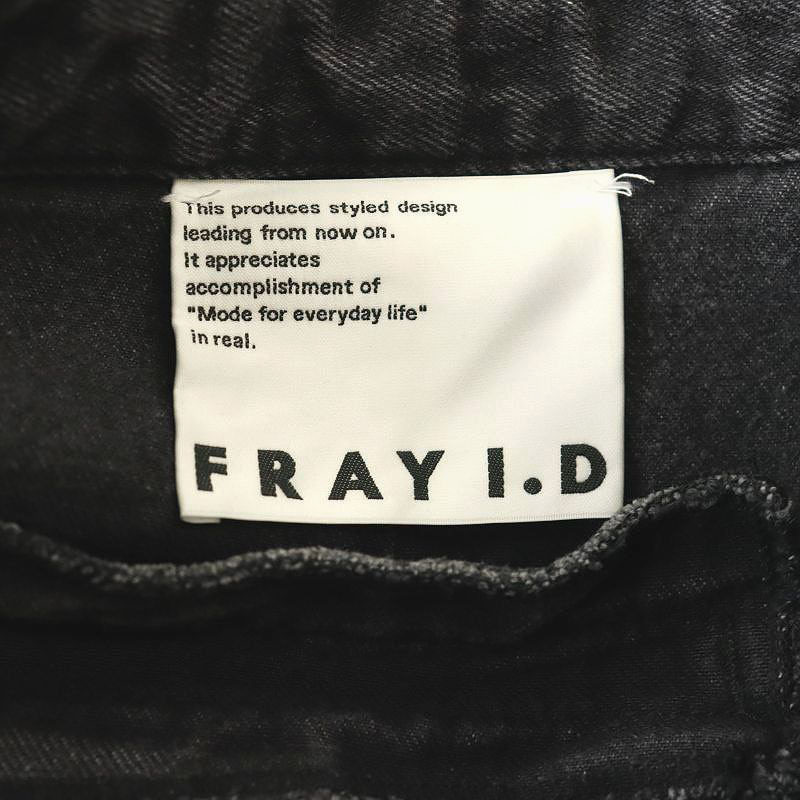 This produces styled design
leading from now on.
It appreciates
accomplishment of
"Mode for everyday life"
in real.
FRAY I.D